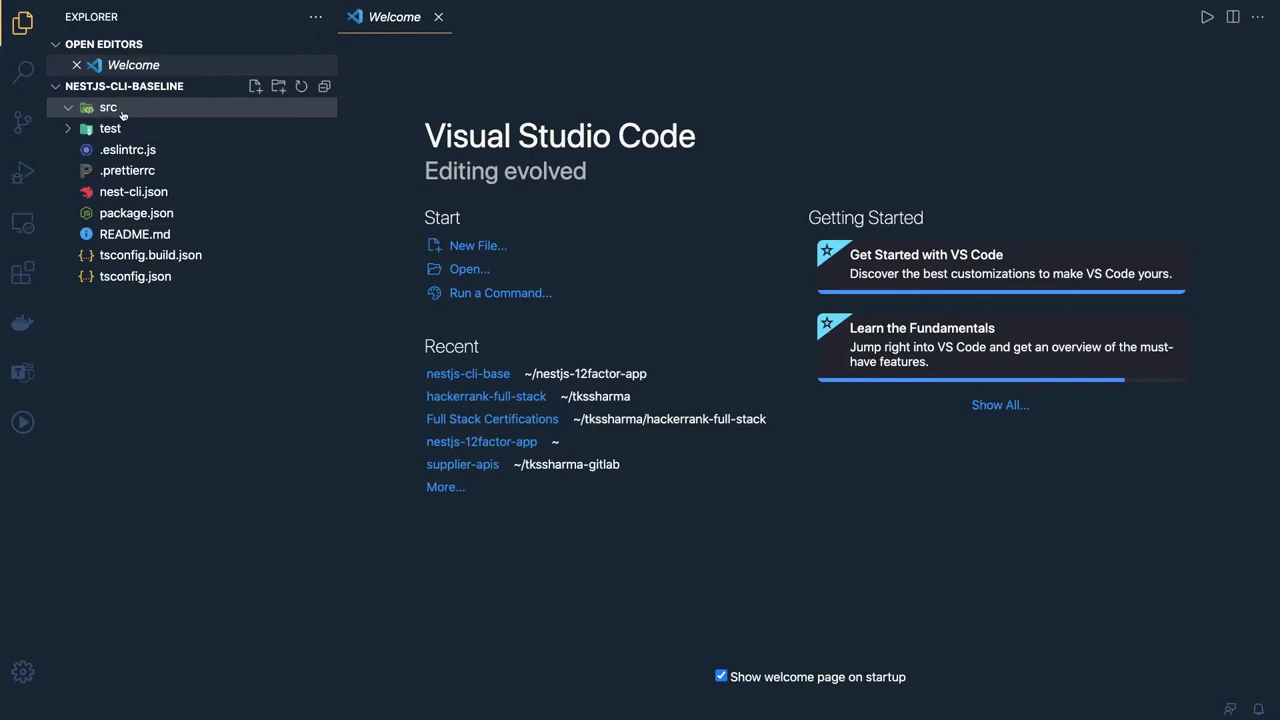 EXPLORER
OPEN EDITORS
Welcome
NESTJS-CLI-BASELINE
src
test
.eslintrc.js
.prettierrc
nest-cli.json
package.json
README.md
tsconfig.build.json
tsconfig.json
Welcome
Visual Studio Code
Editing evolved
Start
New File...
Open...
Run a Command...
Recent
nestjs-cli-base ~/nestjs-12factor-app
hackerrank-full-stack ~/tkssharma
Full Stack Certifications ~/tkssharma/hackerrank-full-stack
nestjs-12factor-app ~
supplier-apis ~/tkssharma-gitlab
More...
Getting Started
Get Started with VS Code
Discover the best customizations to make VS Code yours.
Learn the Fundamentals
Jump right into VS Code and get an overview of the must-
have features.
Show All...
Show welcome page on startup